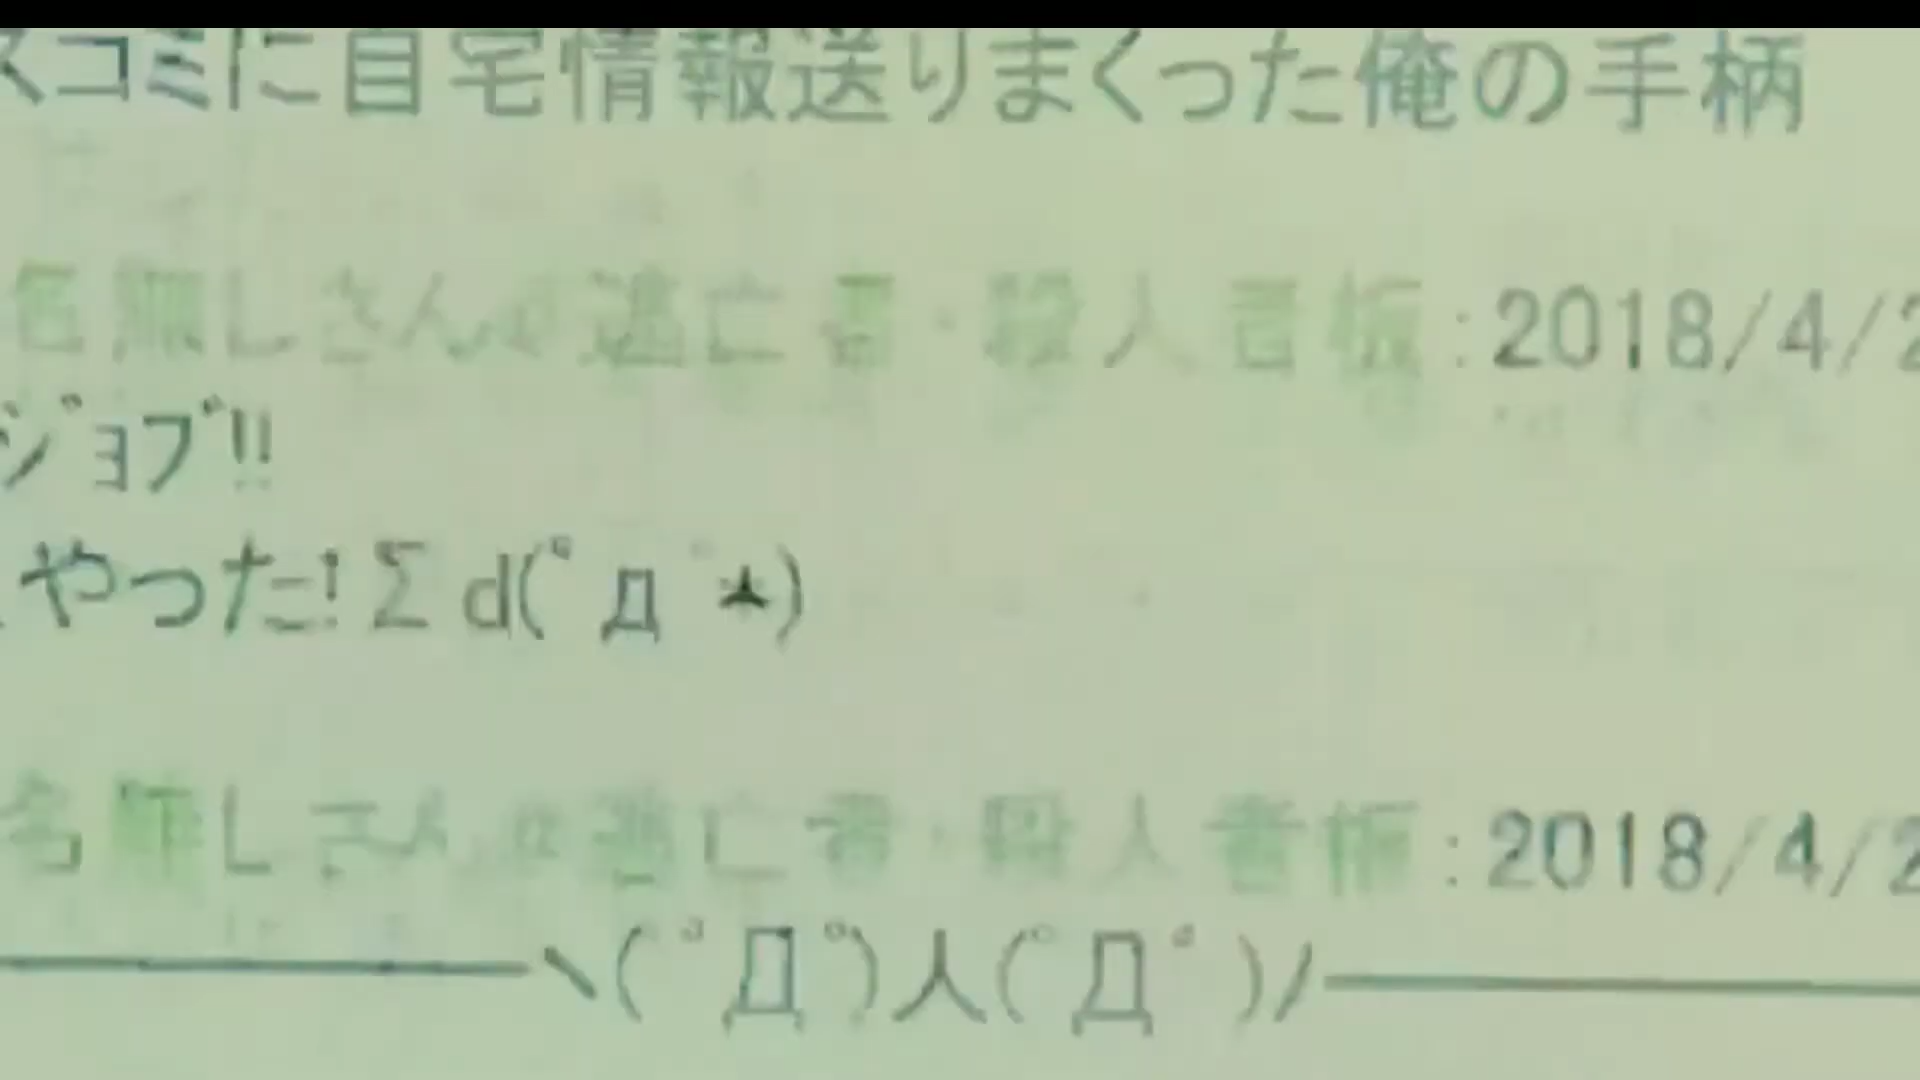 スコミに自宅情報送りまくった俺の手柄
名無しさん@逃亡者・殺人者板：2018/4/2
ジョブ!!
やった！Σd(ﾟДﾟ★)
名無しさん@逃亡者・殺人者板：2018/4/2
────＼(ﾟДﾟ)人(ﾟДﾟ)/────